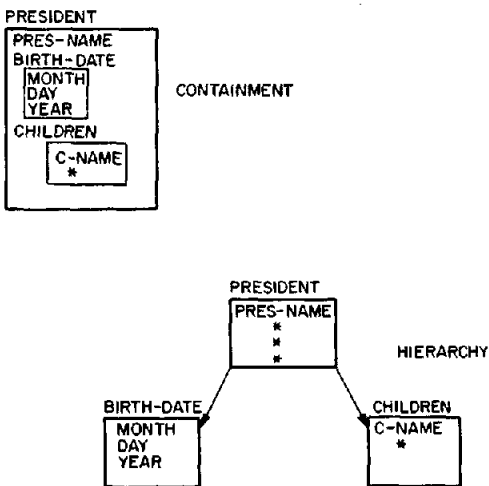 PRESIDENT
PRES-NAME
BIRTH-DATE
MONTH
DAY
YEAR
CHILDREN
C-NAME
*
CONTAINMENT
PRESIDENT
PRES-NAME
*
*
*
HIERARCHY
BIRTH-DATE
MONTH
DAY
YEAR
CHILDREN
C-NAME
*